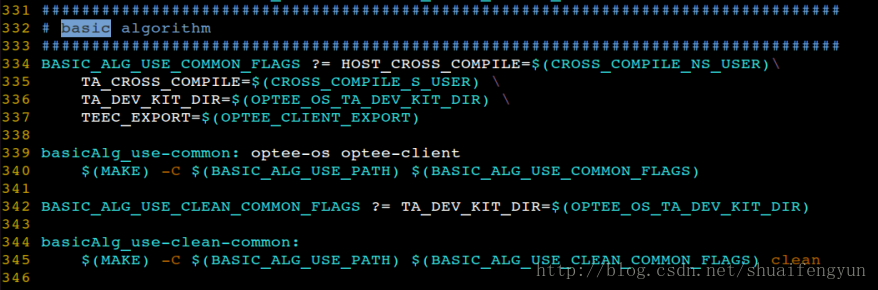 331 ################################################################################
332 # basic algorithm
333 ################################################################################
334 BASIC_ALG_USE_COMMON_FLAGS ?= HOST_CROSS_COMPILE=$(CROSS_COMPILE_NS_USER)\
335     TA_CROSS_COMPILE=$(CROSS_COMPILE_S_USER) \
336     TA_DEV_KIT_DIR=$(OPTEE_OS_TA_DEV_KIT_DIR) \
337     TEEC_EXPORT=$(OPTEE_CLIENT_EXPORT)
338
339 basicAlg_use-common: optee-os optee-client
340     $(MAKE) -C $(BASIC_ALG_USE_PATH) $(BASIC_ALG_USE_COMMON_FLAGS)
341
342 BASIC_ALG_USE_CLEAN_COMMON_FLAGS ?= TA_DEV_KIT_DIR=$(OPTEE_OS_TA_DEV_KIT_DIR)
343
344 basicAlg_use-clean-common:
345     $(MAKE) -C $(BASIC_ALG_USE_PATH) $(BASIC_ALG_USE_CLEAN_COMMON_FLAGS) clean
346
http://blog.csdn.net/shuaifengyun